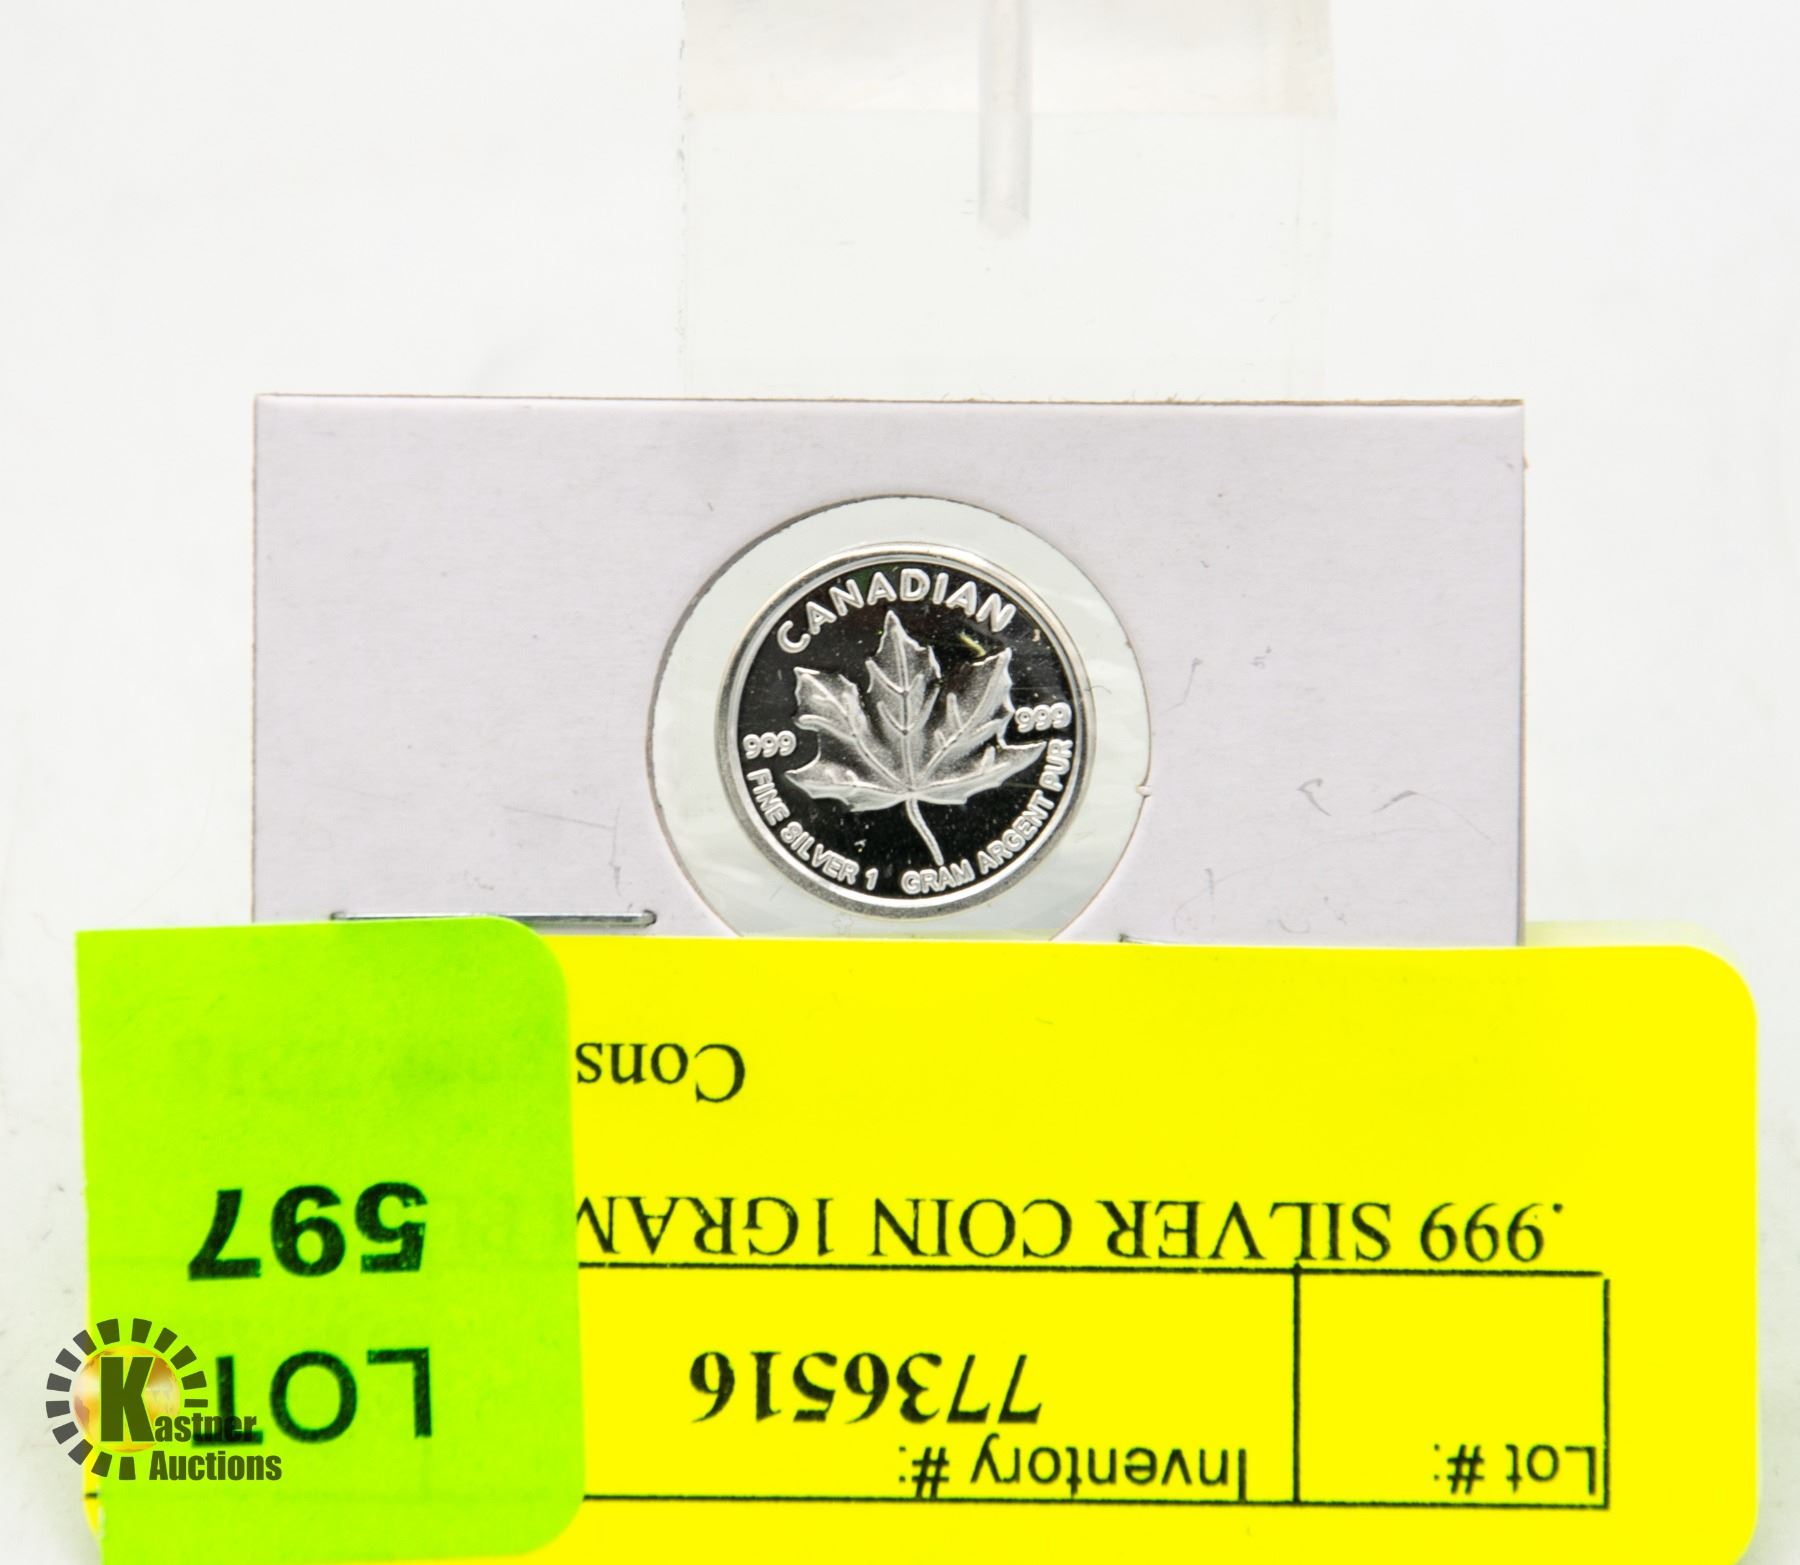 CANADIAN
999 999
FINE SILVER 1 GRAM ARGENT PUR
Lot #: Inventory #:
7736516
.999 SILVER COIN 1GRAM
Cons
LOT
597
Kastner
Auctions